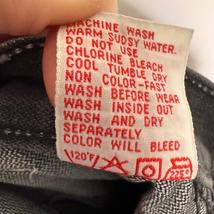 MACHINE WASH
WARM SUDSY WATER.
DO NOT USE
CHLORINE BLEACH
COOL TUMBLE DRY
NON COLOR-FAST
WASH BEFORE WEAR
WASH INSIDE OUT
WASH AND DRY
SEPARATELY
COLOR WILL BLEED
120°F 225°